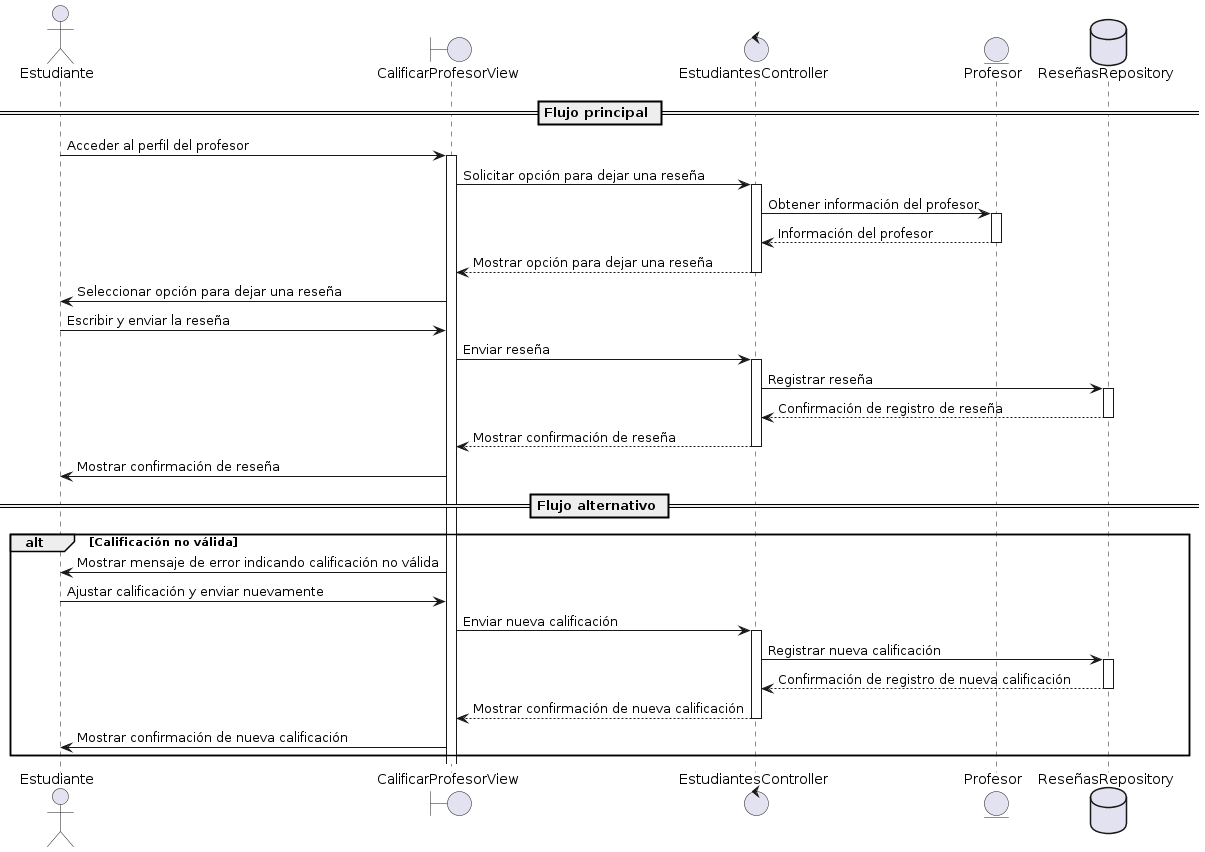 Estudiante
CalificarProfesorView
EstudiantesController
Profesor
ReseñasRepository
Flujo principal
Acceder al perfil del profesor
Solicitar opción para dejar una reseña
Obtener información del profesor
Información del profesor
Mostrar opción para dejar una reseña
Seleccionar opción para dejar una reseña
Escribir y enviar la reseña
Enviar reseña
Registrar reseña
Confirmación de registro de reseña
Mostrar confirmación de reseña
Mostrar confirmación de reseña
Flujo alternativo
alt [Calificación no válida]
Mostrar mensaje de error indicando calificación no válida
Ajustar calificación y enviar nuevamente
Enviar nueva calificación
Registrar nueva calificación
Confirmación de registro de nueva calificación
Mostrar confirmación de nueva calificación
Mostrar confirmación de nueva calificación
Estudiante
CalificarProfesorView
EstudiantesController
Profesor
ReseñasRepository